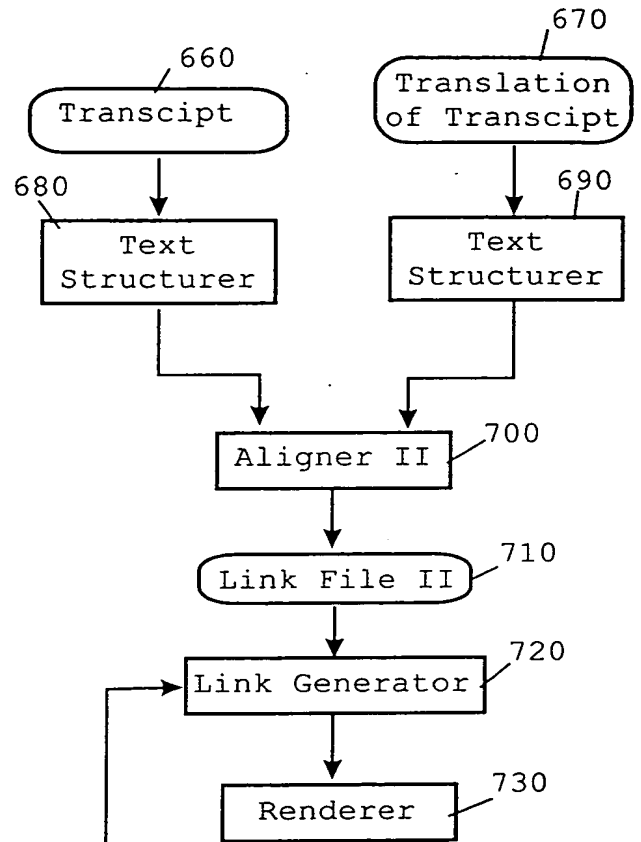 660
Transcipt
670
Translation
of Transcipt
680
Text
Structurer
690
Text
Structurer
700
Aligner II
710
Link File II
720
Link Generator
730
Renderer